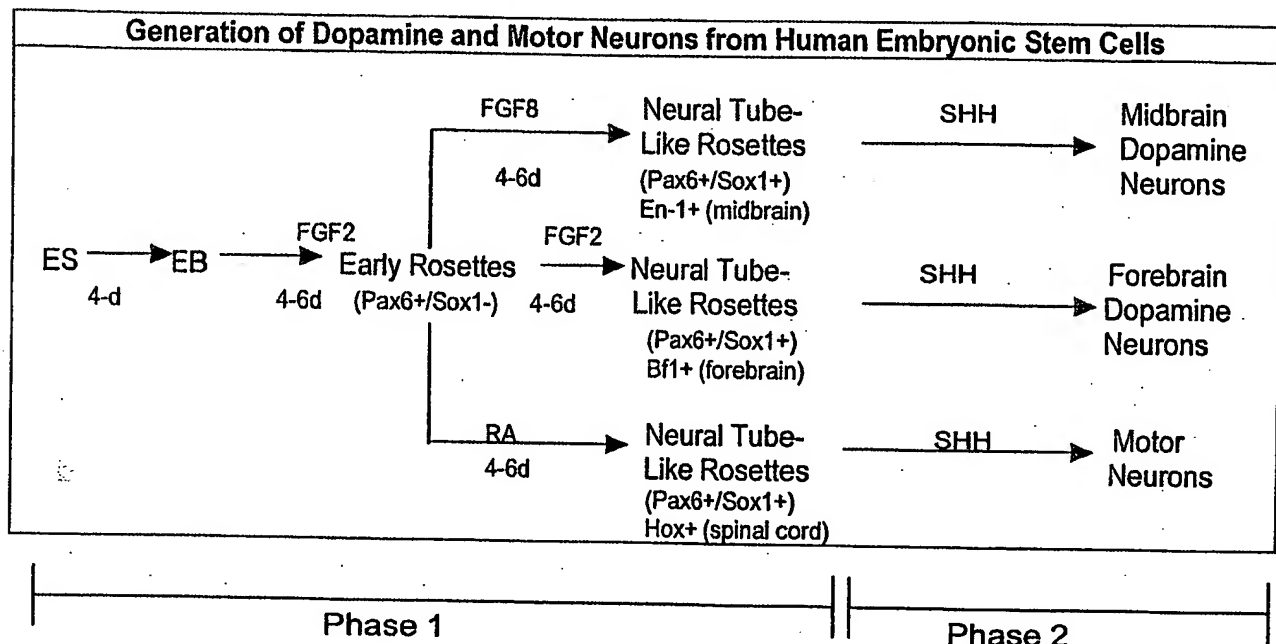 Generation of Dopamine and Motor Neurons from Human Embryonic Stem Cells
FGF8
4-6d
Neural Tube-
Like Rosettes
(Pax6+/Sox1+)
En-1+ (midbrain)
SHH
Midbrain
Dopamine
Neurons
ES
4-d
EB
FGF2
4-6d
Early Rosettes
(Pax6+/Sox1-)
FGF2
4-6d
Neural Tube-
Like Rosettes
(Pax6+/Sox1+)
Bf1+ (forebrain)
SHH
Forebrain
Dopamine
Neurons
RA
4-6d
Neural Tube-
Like Rosettes
(Pax6+/Sox1+)
Hox+ (spinal cord)
SHH
Motor
Neurons
Phase 1
Phase 2